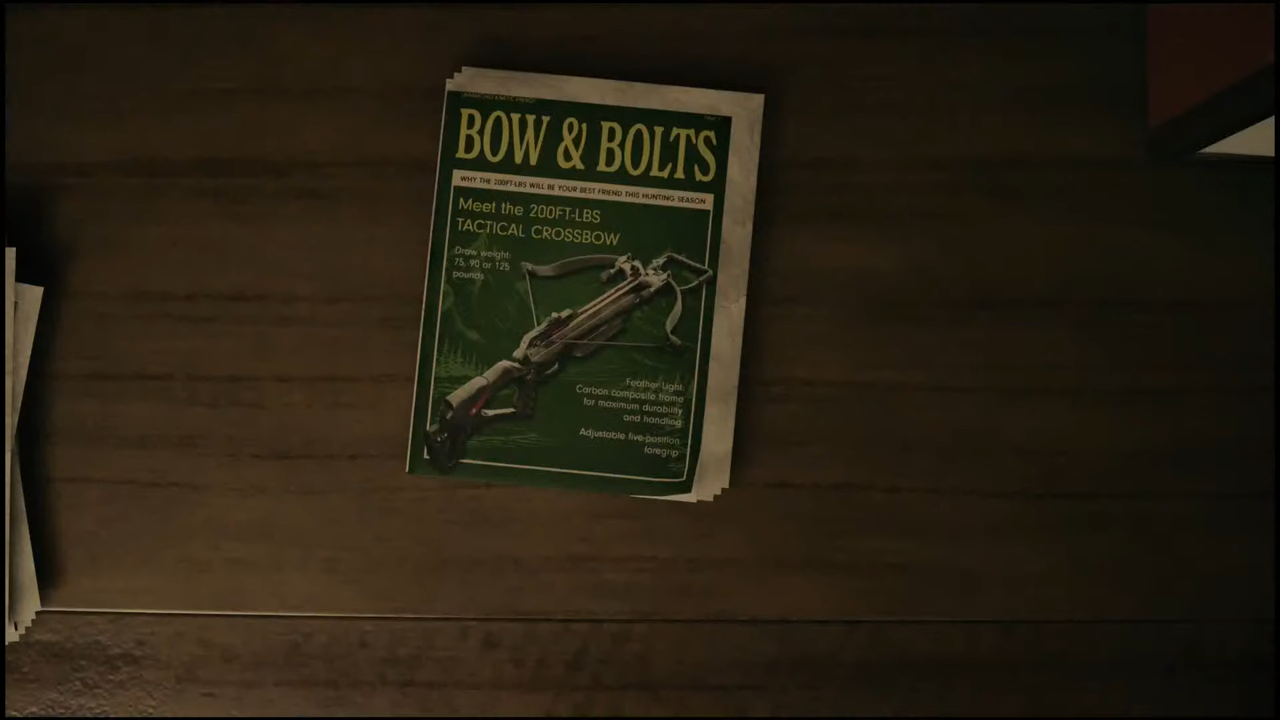 BOW & BOLTS
WHY THE 200FT-LBS WILL BE YOUR BEST FRIEND THIS HUNTING SEASON
Meet the 200FT-LBS
TACTICAL CROSSBOW
Draw weight:
75, 90 or 125
pounds
Feather Light:
Carbon composite frame
for maximum durability
and handling
Adjustable five-position
foregrip